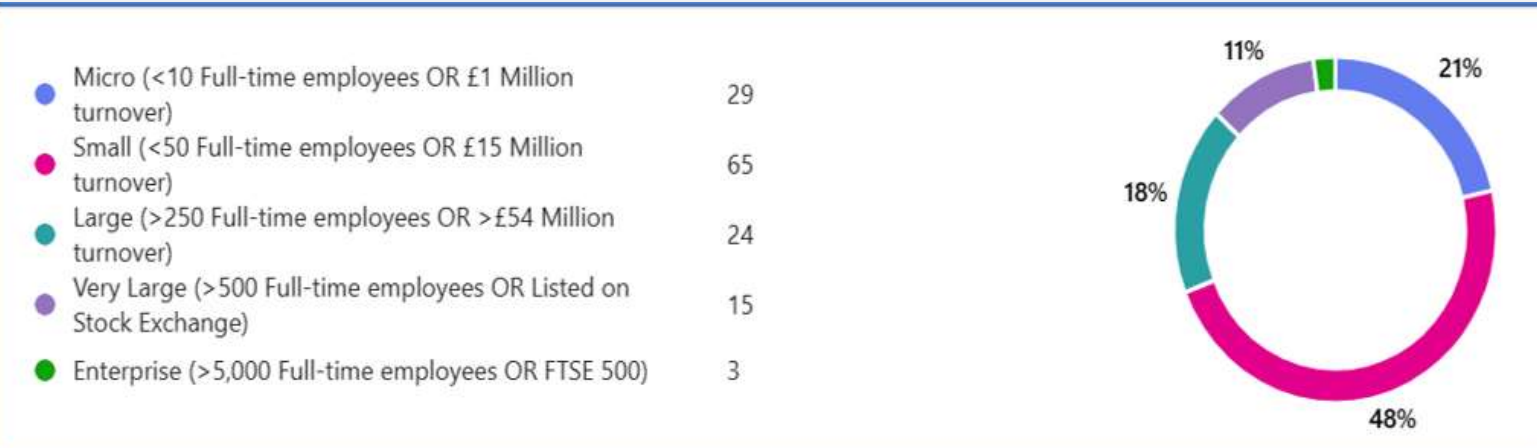 Micro (<10 Full-time employees OR £1 Million
turnover)
29
Small (<50 Full-time employees OR £15 Million
turnover)
65
Large (>250 Full-time employees OR >£54 Million
turnover)
24
Very Large (>500 Full-time employees OR Listed on
Stock Exchange)
15
Enterprise (>5,000 Full-time employees OR FTSE 500)
3
11%
21%
18%
48%